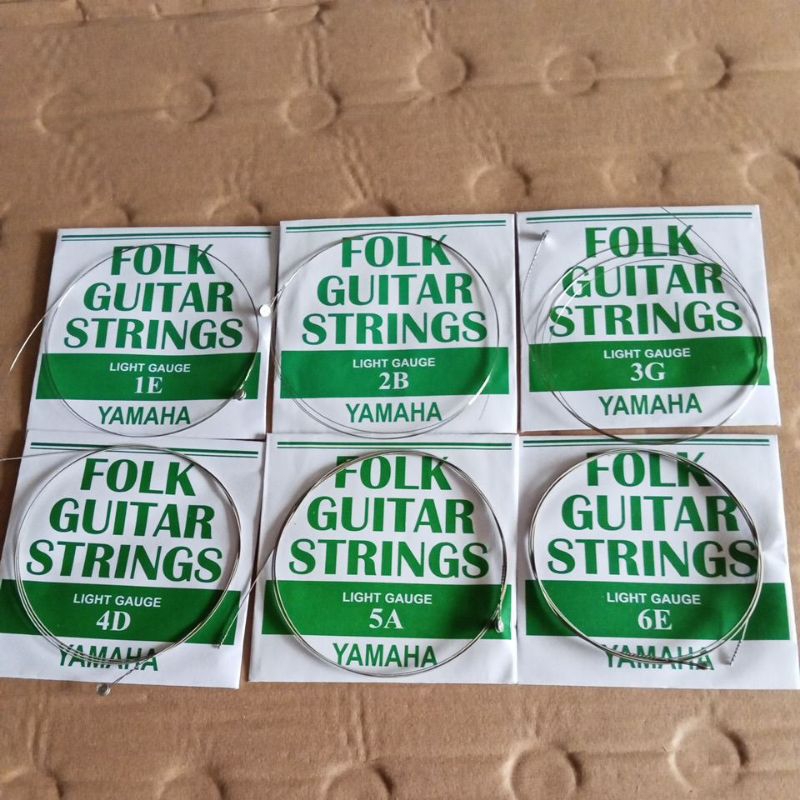 FOLK
GUITAR
STRINGS
LIGHT GAUGE
1E
YAMAHA
FOLK
GUITAR
STRINGS
LIGHT GAUGE
2B
YAMAHA
FOLK
GUITAR
STRINGS
LIGHT GAUGE
3G
YAMAHA
FOLK
GUITAR
STRINGS
LIGHT GAUGE
4D
YAMAHA
FOLK
GUITAR
STRINGS
LIGHT GAUGE
5A
YAMAHA
FOLK
GUITAR
STRINGS
LIGHT GAUGE
6E
YAMAHA